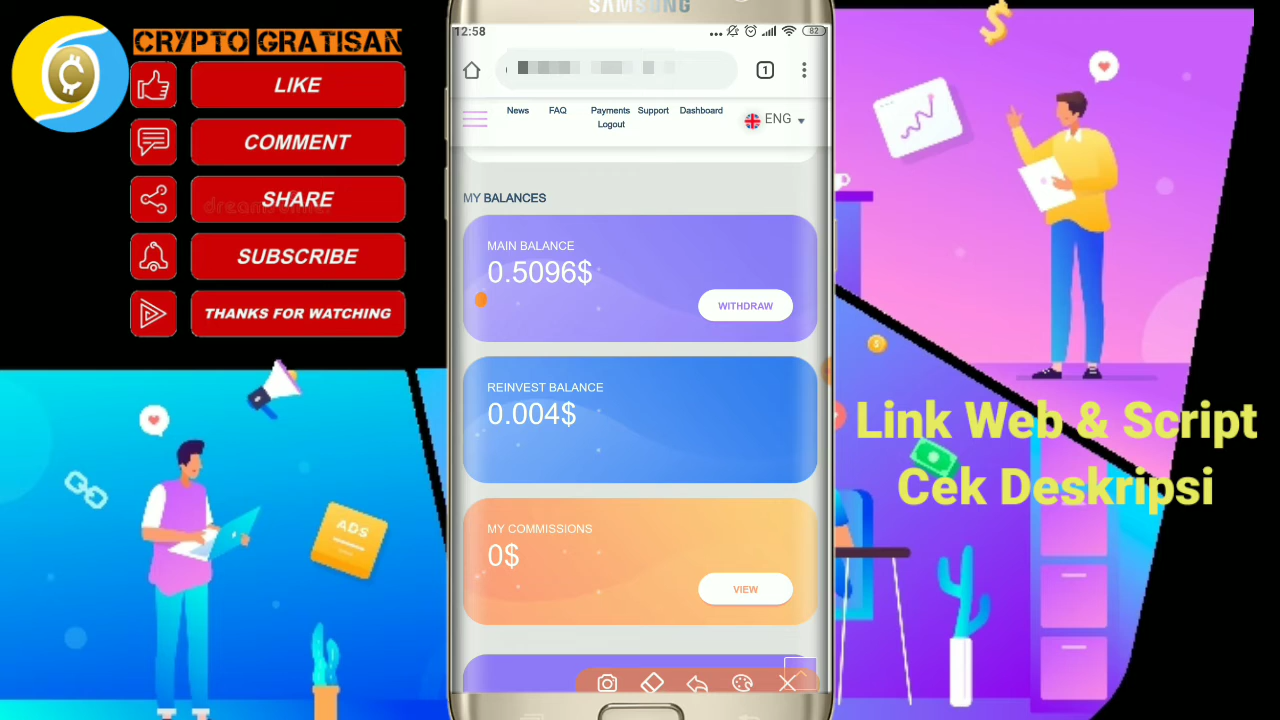 CRYPTO GRATISAN
LIKE
COMMENT
SHARE
SUBSCRIBE
THANKS FOR WATCHING
ADS
SAMSUNG
12:58
82
1
News FAQ Payments Support Dashboard
Logout
ENG
MY BALANCES
MAIN BALANCE
0.5096$
WITHDRAW
REINVEST BALANCE
0.004$
MY COMMISSIONS
0$
VIEW
Link Web & Script
Cek Deskripsi